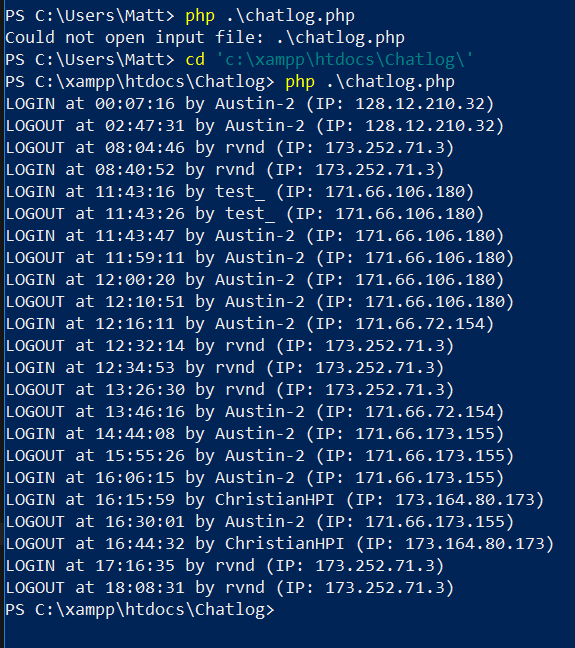 PS C:\Users\Matt> php .\chatlog.php
Could not open input file: .\chatlog.php
PS C:\Users\Matt> cd 'c:\xampp\htdocs\Chatlog\'
PS C:\xampp\htdocs\Chatlog> php .\chatlog.php
LOGIN at 00:07:16 by Austin-2 (IP: 128.12.210.32)
LOGOUT at 02:47:31 by Austin-2 (IP: 128.12.210.32)
LOGOUT at 08:04:46 by rvnd (IP: 173.252.71.3)
LOGIN at 08:40:52 by rvnd (IP: 173.252.71.3)
LOGIN at 11:43:16 by test_ (IP: 171.66.106.180)
LOGOUT at 11:43:26 by test_ (IP: 171.66.106.180)
LOGIN at 11:43:47 by Austin-2 (IP: 171.66.106.180)
LOGOUT at 11:59:11 by Austin-2 (IP: 171.66.106.180)
LOGIN at 12:00:20 by Austin-2 (IP: 171.66.106.180)
LOGOUT at 12:10:51 by Austin-2 (IP: 171.66.106.180)
LOGIN at 12:16:11 by Austin-2 (IP: 171.66.72.154)
LOGOUT at 12:32:14 by rvnd (IP: 173.252.71.3)
LOGIN at 12:34:53 by rvnd (IP: 173.252.71.3)
LOGOUT at 13:26:30 by rvnd (IP: 173.252.71.3)
LOGOUT at 13:46:16 by Austin-2 (IP: 171.66.72.154)
LOGIN at 14:44:08 by Austin-2 (IP: 171.66.173.155)
LOGOUT at 15:55:26 by Austin-2 (IP: 171.66.173.155)
LOGIN at 16:06:15 by Austin-2 (IP: 171.66.173.155)
LOGIN at 16:15:59 by ChristianHPI (IP: 173.164.80.173)
LOGOUT at 16:30:01 by Austin-2 (IP: 171.66.173.155)
LOGOUT at 16:44:32 by ChristianHPI (IP: 173.164.80.173)
LOGIN at 17:16:35 by rvnd (IP: 173.252.71.3)
LOGOUT at 18:08:31 by rvnd (IP: 173.252.71.3)
PS C:\xampp\htdocs\Chatlog>